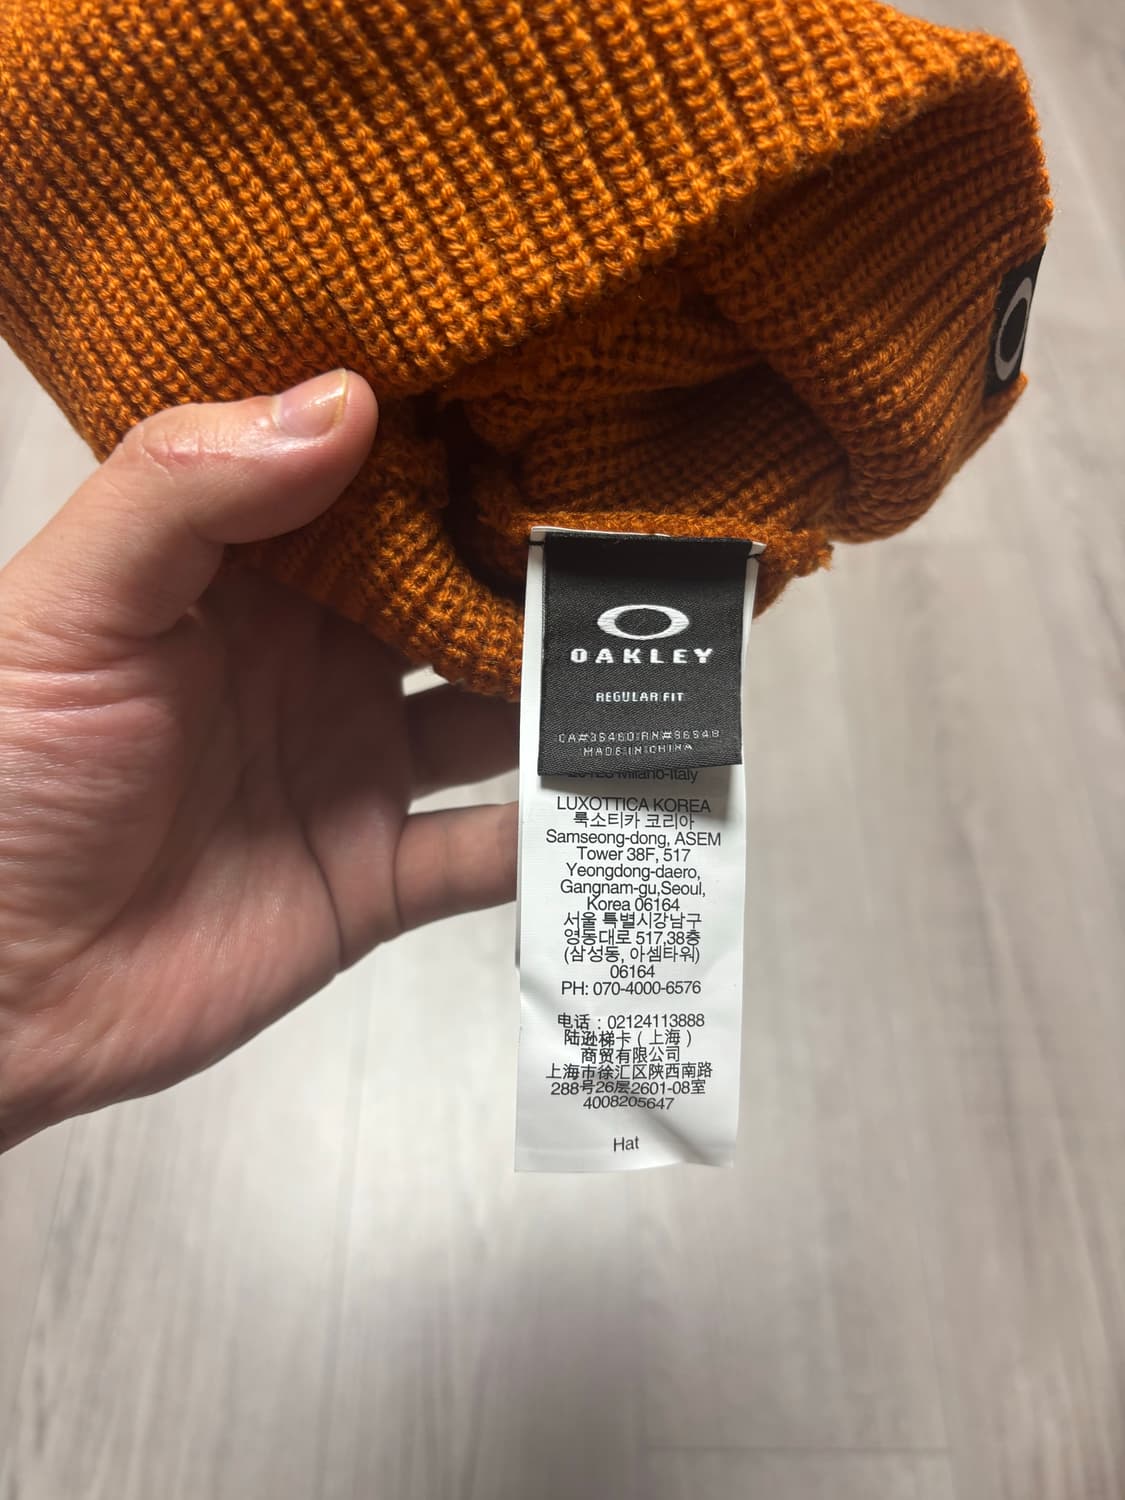 OAKLEY
REGULAR FIT
CA#36460 RN#96548
MADE IN CHINA
Milano-Italy
LUXOTTICA KOREA
룩소티카 코리아
Samseong-dong, ASEM
Tower 38F, 517
Yeongdong-daero,
Gangnam-gu,Seoul,
Korea 06164
서울 특별시강남구
영동대로 517,38층
(삼성동, 아셈타워)
06164
PH: 070-4000-6576
电话 : 02124113888
陆逊梯卡 ( 上海 )
商贸有限公司
上海市徐汇区陕西南路
288号26层2601-08室
4008205647
Hat